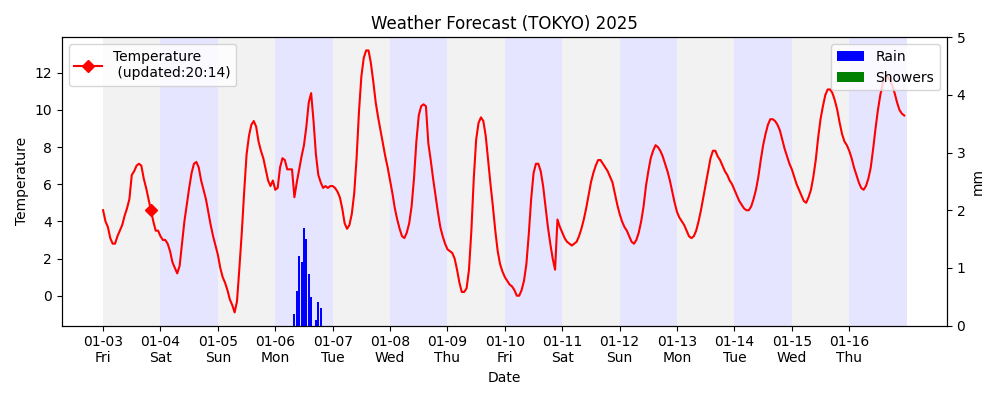 Weather Forecast (TOKYO) 2025
Temperature
(updated:20:14)
Rain
Showers
Temperature
12
10
8
6
4
2
0
5
4
3
2
1
0
mm
01-03 01-04 01-05 01-06 01-07 01-08 01-09 01-10 01-11 01-12 01-13 01-14 01-15 01-16
Fri Sat Sun Mon Tue Wed Thu Fri Sat Sun Mon Tue Wed Thu
Date